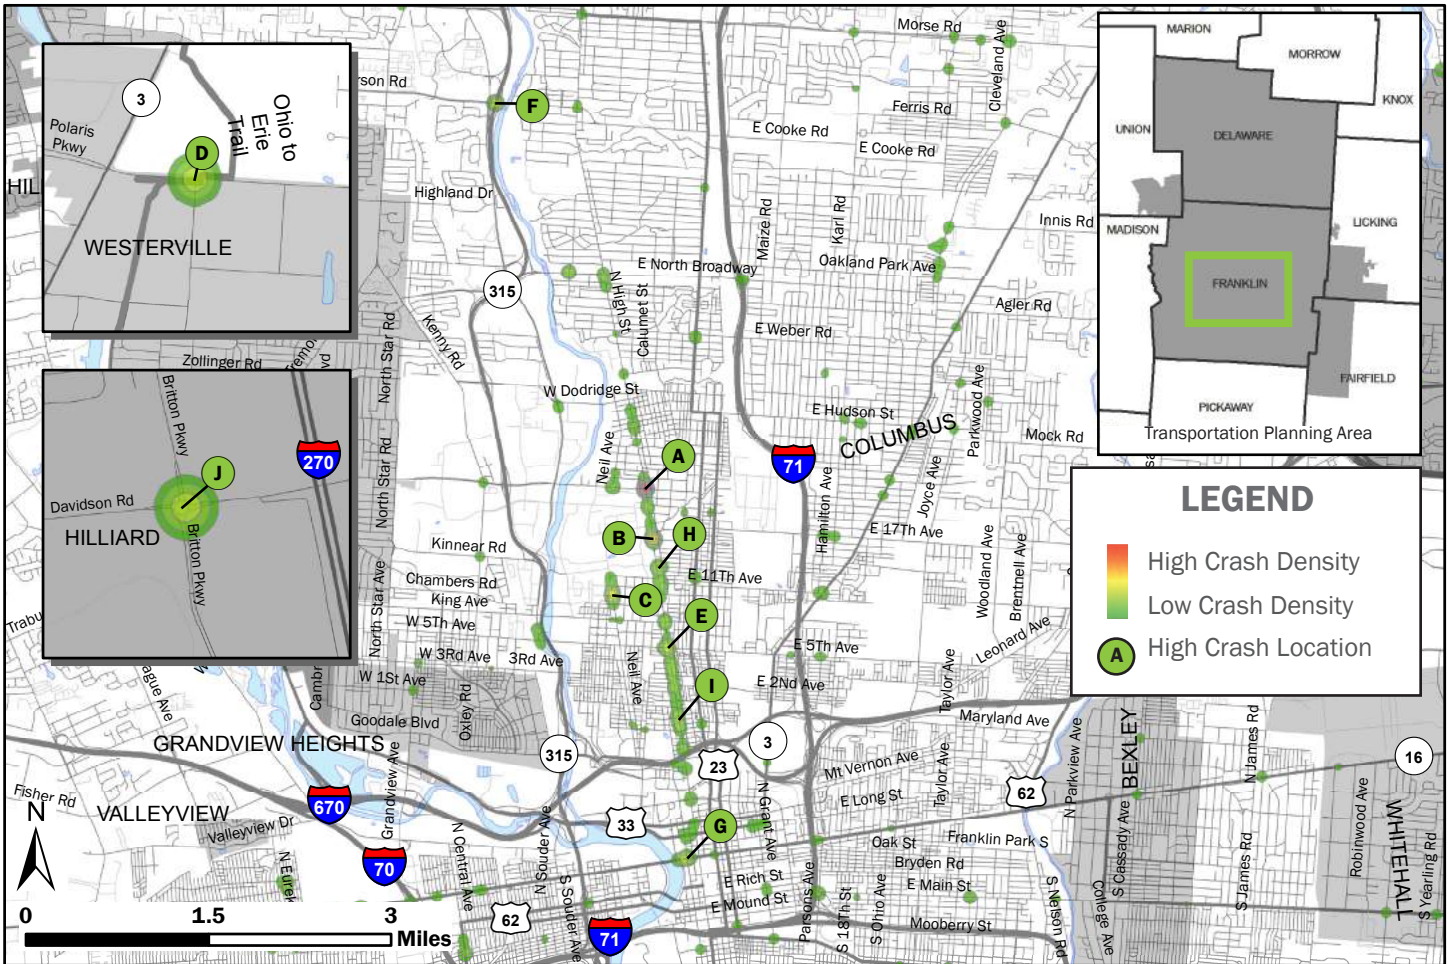 Morse Rd
Cleveland Ave
MARION
MORROW
KNOX
UNION
DELAWARE
MADISON
LICKING
FRANKLIN
FAIRFIELD
PICKAWAY
Transportation Planning Area
3
Ohio to
Erie
Trail
Polaris
Pkwy
D
WESTERVILLE
HIL
rson Rd
F
Ferris Rd
E Cooke Rd
E Cooke Rd
Highland Dr
Maize Rd
Karl Rd
Innis Rd
E North Broadway
Oakland Park Ave
315
N High St
Calumet St
Agler Rd
North Star Rd
Kenny Rd
E Weber Rd
Zollinger Rd
Tremo
vd
W Dodridge St
E Hudson St
Parkwood Ave
COLUMBUS
Mock Rd
Britton Pkwy
270
J
Davidson Rd
HILLIARD
Britton Pkwy
North Star Rd
Neil Ave
A
71
Hamilton Ave
Joyce Ave
LEGEND
High Crash Density
Low Crash Density
A
High Crash Location
B
H
E 17Th Ave
Kinnear Rd
E 11Th Ave
Woodland Ave
Brentnell Ave
Chambers Rd
King Ave
C
North Star Ave
Trabu
W 5Th Ave
E
E 5Th Ave
Leonard Ave
W 3Rd Ave
3Rd Ave
Neil Ave
W 1St Ave
I
E 2Nd Ave
Taylor Ave
Cambr
ague Ave
W
Oxley Rd
Goodale Blvd
Maryland Ave
GRANDVIEW HEIGHTS
315
3
23
N Parkview Ave
BEXLEY
N James Rd
16
Grandview Ave
Mt Vernon Ave
Taylor Ave
62
Fisher Rd
N
VALLEYVIEW
670
Valleyview Dr
33
N Grant Ave
E Long St
G
Oak St
Franklin Park S
N Eurek
70
N Central Ave
N Souder Ave
Bryden Rd
E Rich St
E Main St
E Mound St
Mooberry St
S Cassady Ave
S James Rd
Robinwood Ave
WHITEHALL
S Yearling Rd
62
S Souder Ave
71
Parsons Ave
S 18Th St
S Ohio Ave
S Nelson Rd
College Ave
0
1.5
3
Miles